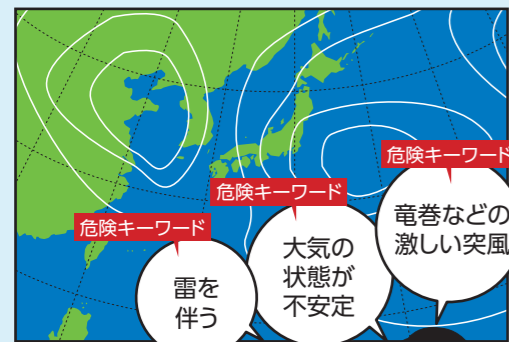 危険キーワード
雷を
伴う
危険キーワード
大気の
状態が
不安定
危険キーワード
竜巻などの
激しい突風